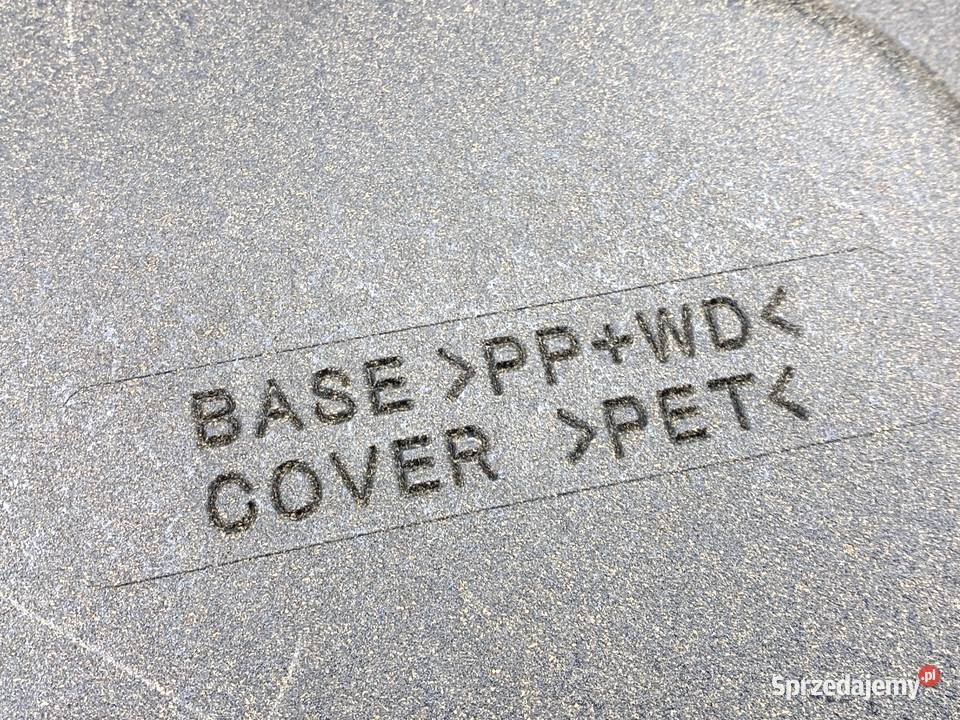 BASE >PP+WD<
COVER >PET<
Sprzedajemy.pl